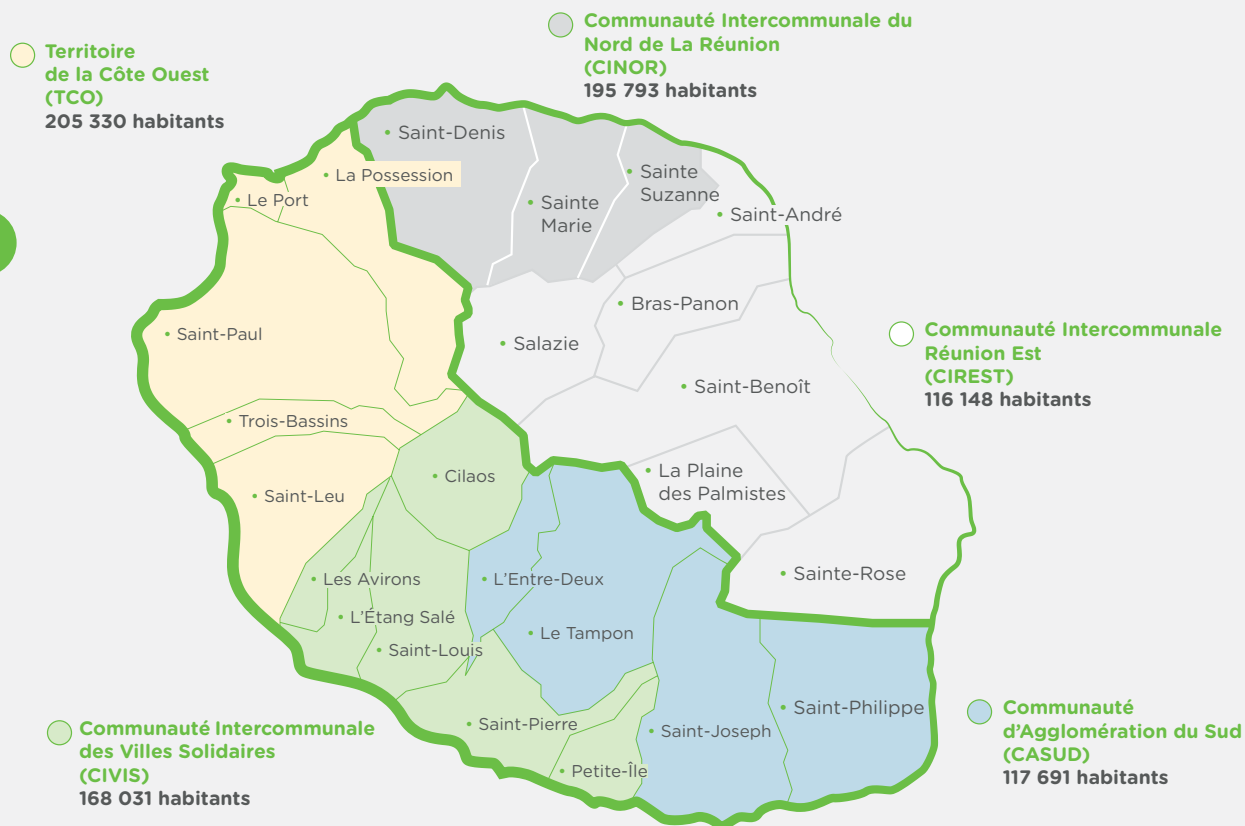 Communauté Intercommunale du
Nord de La Réunion
(CINOR)
195 793 habitants
Territoire
de la Côte Ouest
(TCO)
205 330 habitants
Saint-Denis
La Possession
Le Port
Sainte
Marie
Sainte
Suzanne
Saint-André
Bras-Panon
Saint-Paul
Salazie
Communauté Intercommunale
Réunion Est
(CIREST)
116 148 habitants
Saint-Benoît
Trois-Bassins
Cilaos
La Plaine
des Palmistes
Saint-Leu
Les Avirons
L'Entre-Deux
Sainte-Rose
L'Étang Salé
Le Tampon
Saint-Louis
Saint-Pierre
Saint-Joseph
Saint-Philippe
Petite-Île
Communauté Intercommunale
des Villes Solidaires
(CIVIS)
168 031 habitants
Communauté
d'Agglomération du Sud
(CASUD)
117 691 habitants